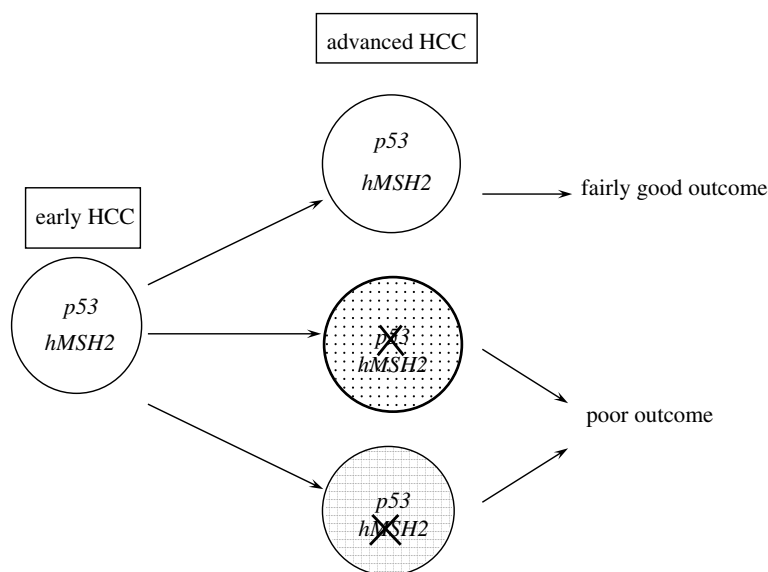 advanced HCC
p53
hMSH2
fairly good outcome
early HCC
p53
hMSH2
p53
hMSH2
poor outcome
p53
hMSH2